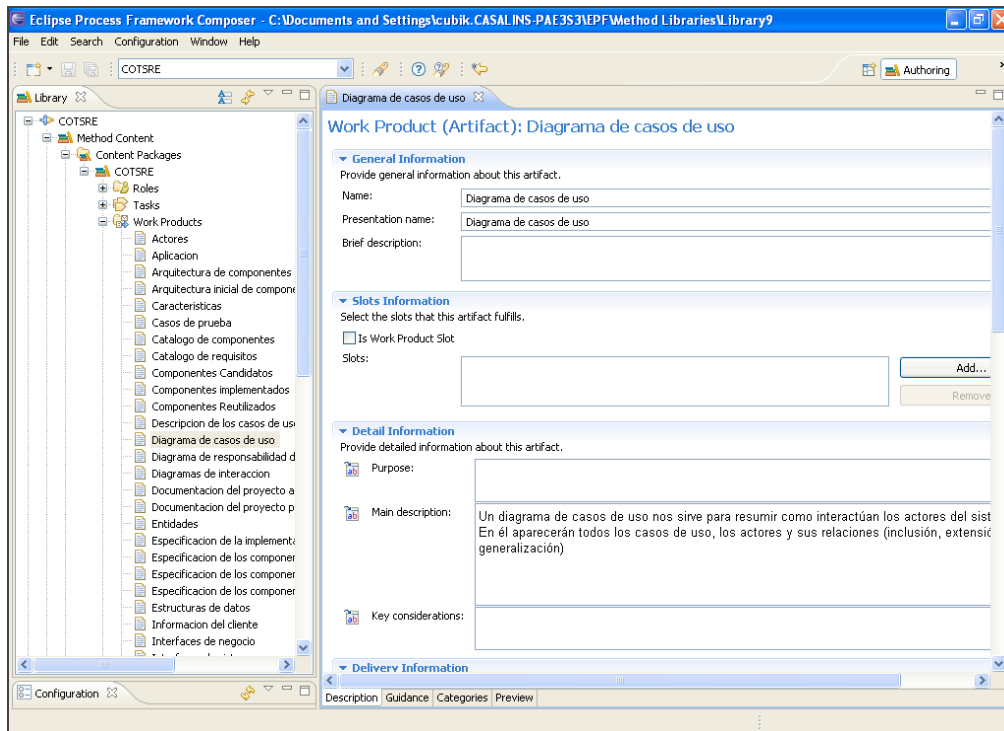 Eclipse Process Framework Composer - C:\Documents and Settings\cubik.CASALINS-PAE3S3\EPF\Method Libraries\Library9
File Edit Search Configuration Window Help
COTSRE
Authoring
Library
COTSRE
Method Content
Content Packages
COTSRE
Roles
Tasks
Work Products
Actores
Aplicacion
Arquitectura de componentes
Arquitectura inicial de compone
Caracteristicas
Casos de prueba
Catalogo de componentes
Catalogo de requisitos
Componentes Candidatos
Componentes implementados
Componentes Reutilizados
Descripcion de los casos de us
Diagrama de casos de uso
Diagrama de responsabilidad d
Diagramas de interaccion
Documentacion del proyecto a
Documentacion del proyecto p
Entidades
Especificacion de la implementa
Especificacion de los componen
Especificacion de los componen
Especificacion de los componen
Estructuras de datos
Informacion del cliente
Interfaces de negocio
Configuration
Diagrama de casos de uso
Work Product (Artifact): Diagrama de casos de uso
General Information
Provide general information about this artifact.
Name: Diagrama de casos de uso
Presentation name: Diagrama de casos de uso
Brief description:
Slots Information
Select the slots that this artifact fulfills.
Is Work Product Slot
Slots:
Add...
Remove
Detail Information
Provide detailed information about this artifact.
Purpose:
Main description: Un diagrama de casos de uso nos sirve para resumir como interactúan los actores del sist
En él aparecerán todos los casos de uso, los actores y sus relaciones (inclusión, extensió
generalización)
Key considerations:
Delivery Information
Description Guidance Categories Preview